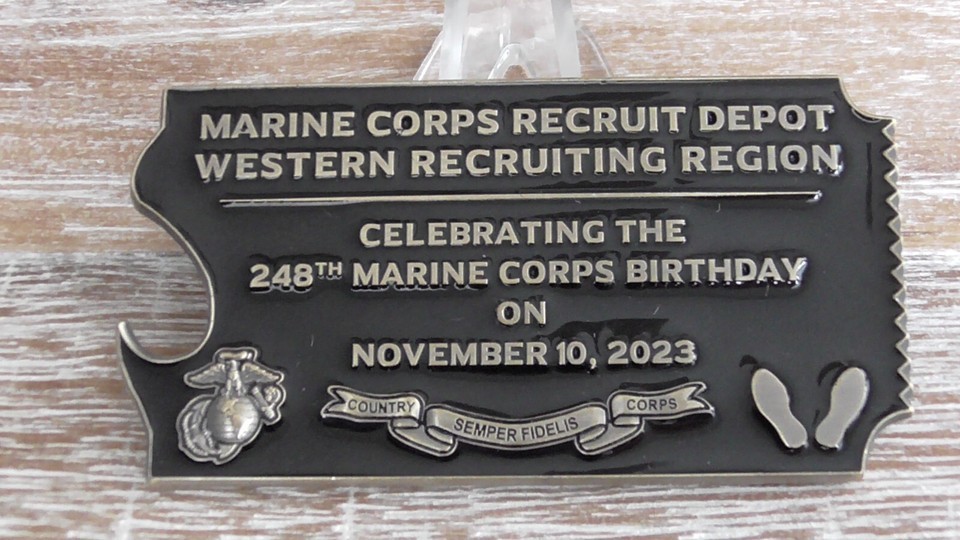 MARINE CORPS RECRUIT DEPOT
WESTERN RECRUITING REGION
CELEBRATING THE
248TH MARINE CORPS BIRTHDAY
ON
NOVEMBER 10, 2023
COUNTRY SEMPER FIDELIS CORPS